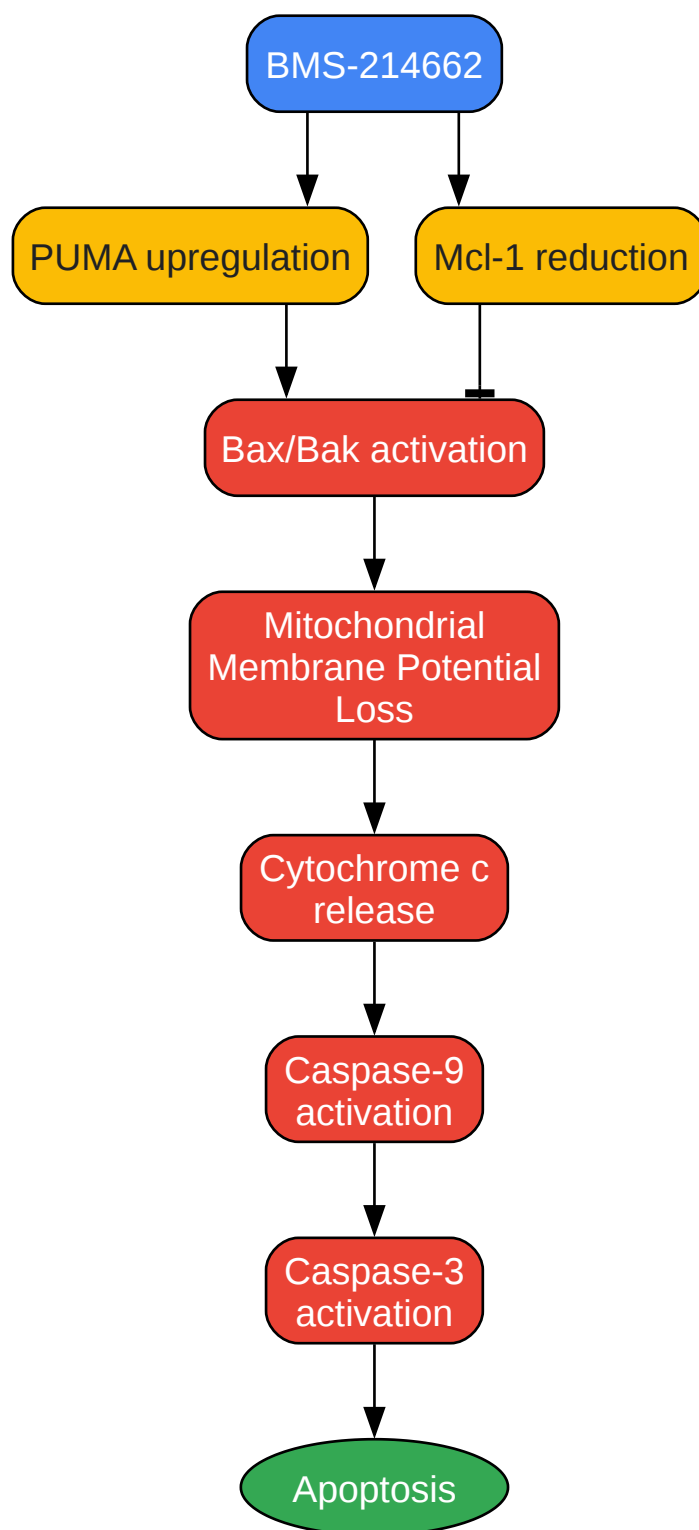 BMS-214662
PUMA upregulation
Mcl-1 reduction
Bax/Bak activation
Mitochondrial
Membrane Potential
Loss
Cytochrome c
release
Caspase-9
activation
Caspase-3
activation
Apoptosis